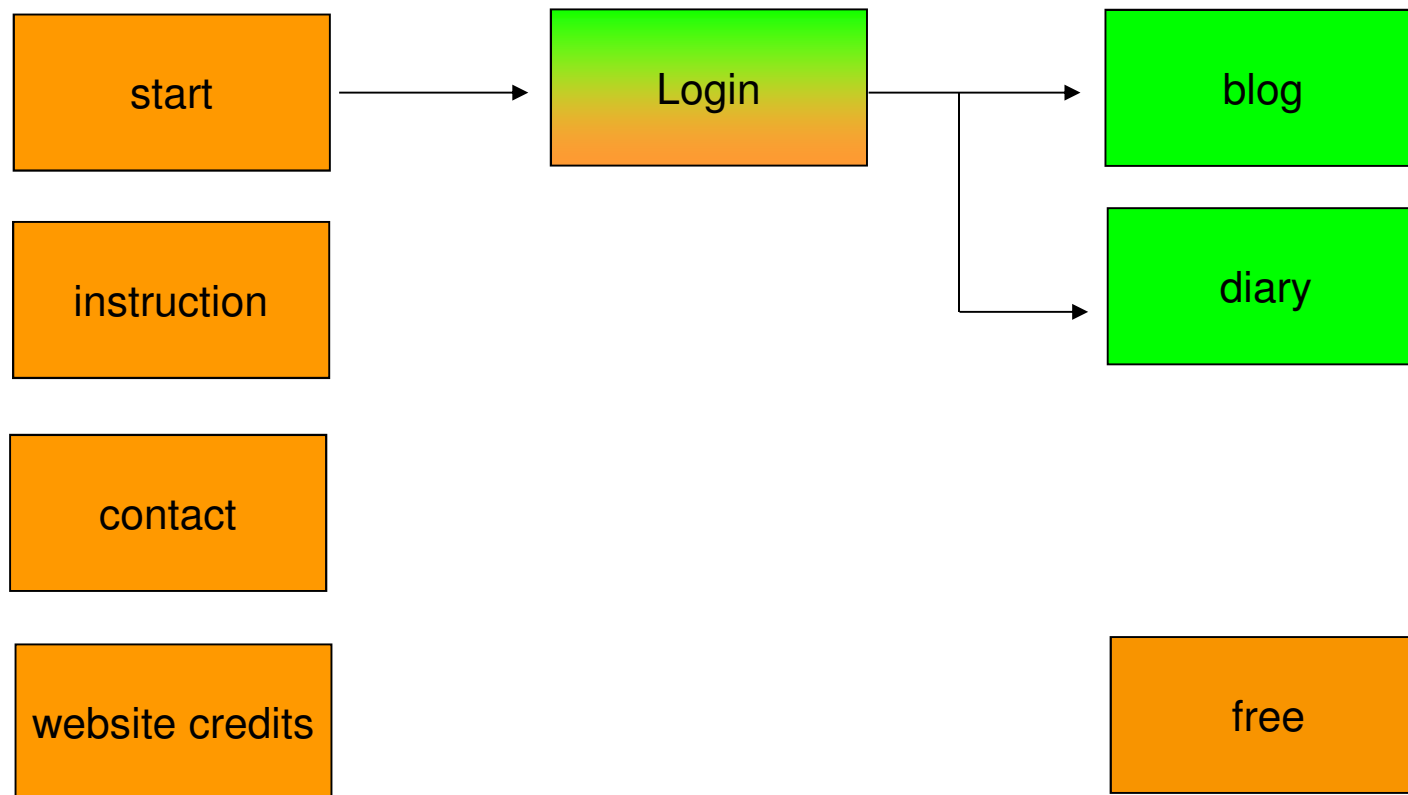 start
Login
blog
instruction
diary
contact
website credits
free